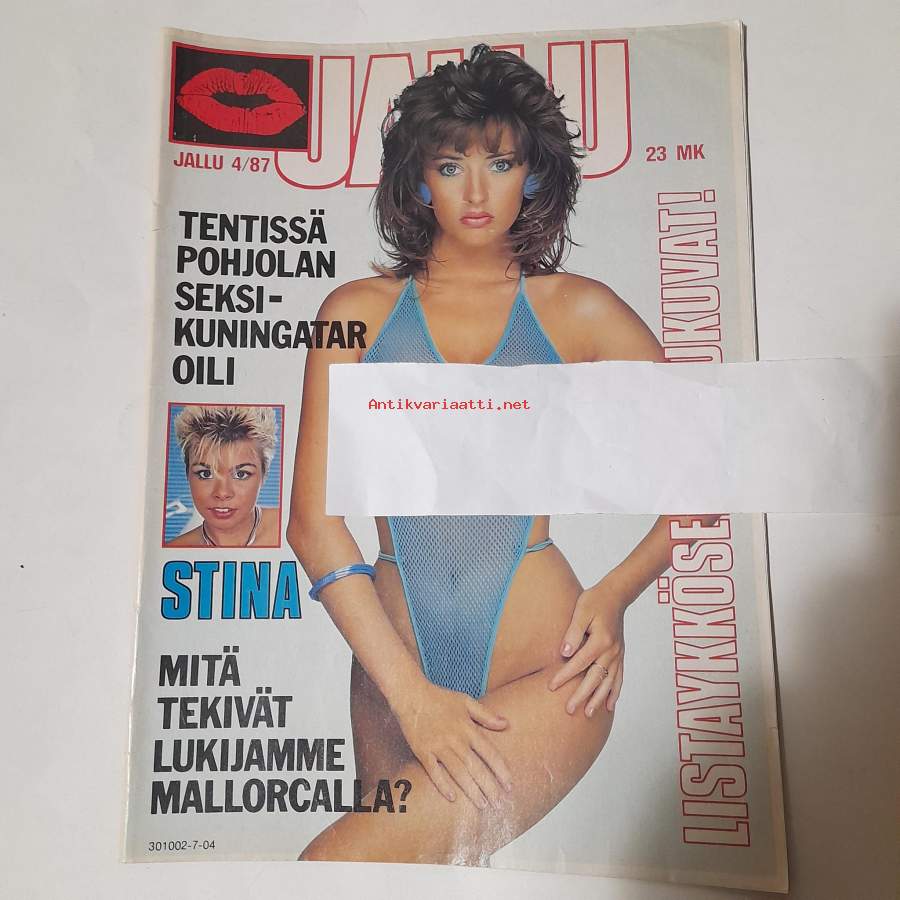 JALLU
JALLU 4/87
23 MK
TENTISSÄ
POHJOLAN
SEKSI-
KUNINGATAR
OILI
Antikvariaatti.net
STINA
MITÄ
TEKIVÄT
LUKIJAMME
MALLORCALLA?
301002-7-04